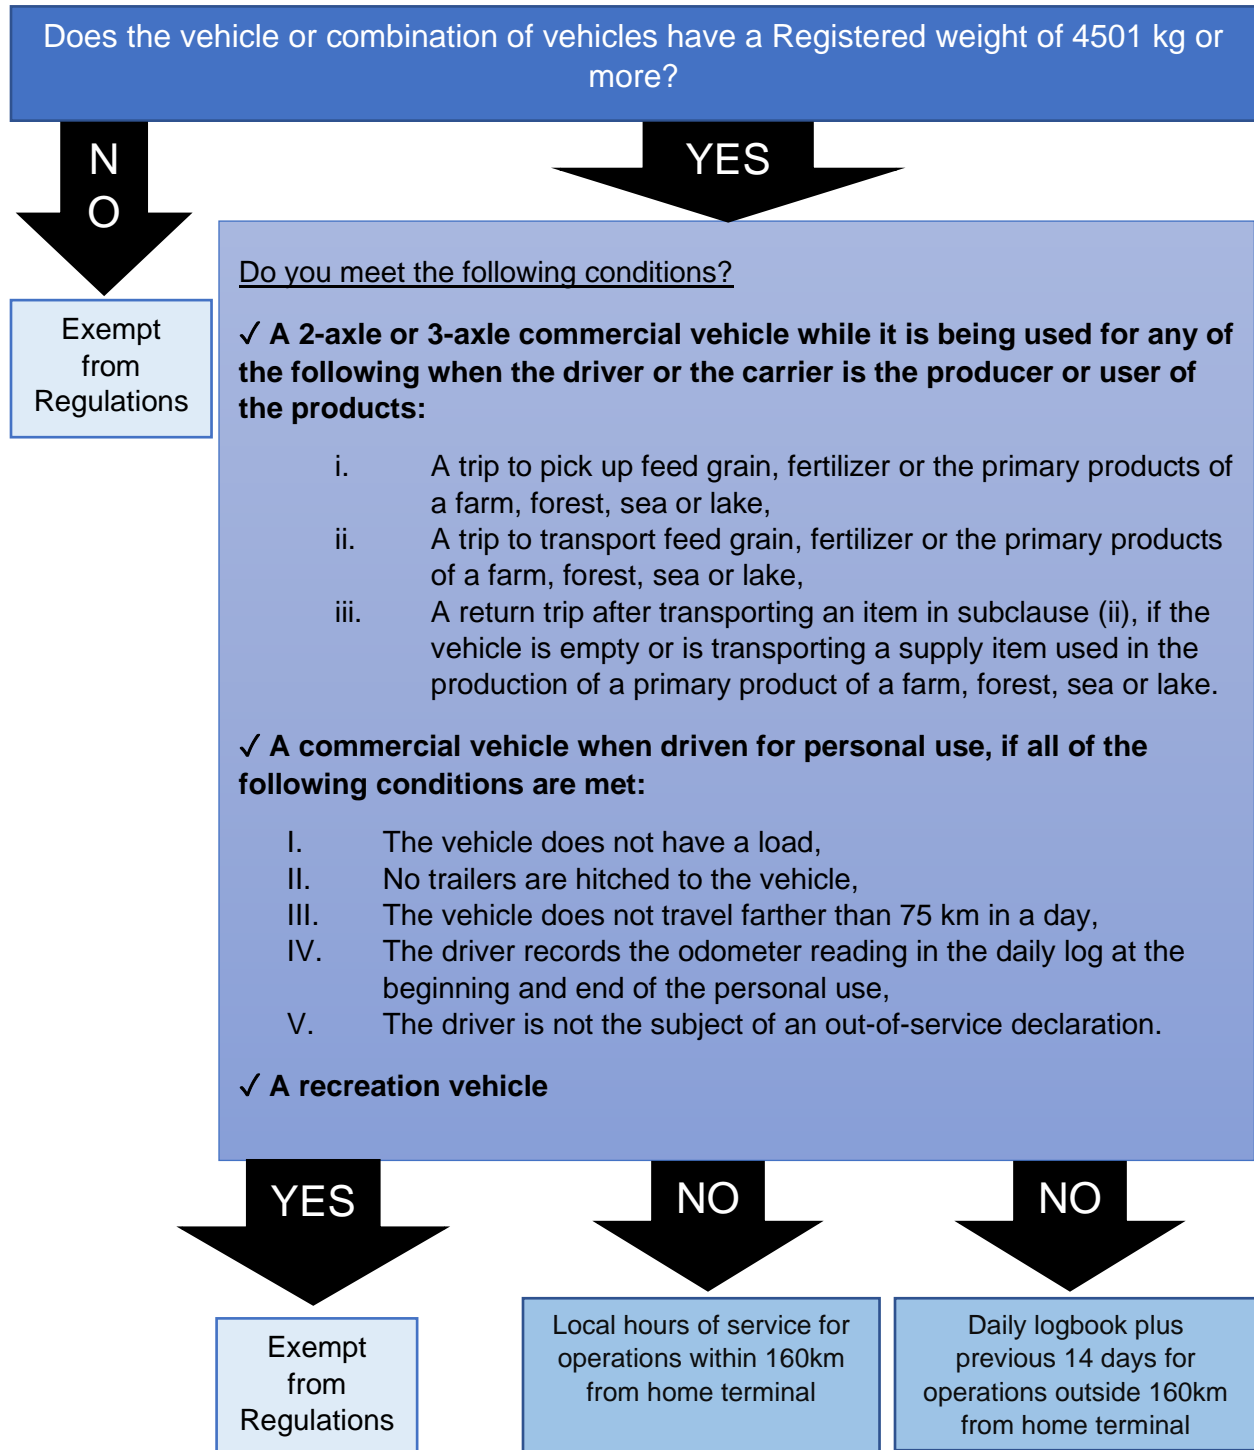 Does the vehicle or combination of vehicles have a Registered weight of 4501 kg or
more?
N
O
YES
Exempt
from
Regulations
Do you meet the following conditions?
✓ A 2-axle or 3-axle commercial vehicle while it is being used for any of
the following when the driver or the carrier is the producer or user of
the products:
i. A trip to pick up feed grain, fertilizer or the primary products of
a farm, forest, sea or lake,
ii. A trip to transport feed grain, fertilizer or the primary products
of a farm, forest, sea or lake,
iii. A return trip after transporting an item in subclause (ii), if the
vehicle is empty or is transporting a supply item used in the
production of a primary product of a farm, forest, sea or lake.
✓ A commercial vehicle when driven for personal use, if all of the
following conditions are met:
I. The vehicle does not have a load,
II. No trailers are hitched to the vehicle,
III. The vehicle does not travel farther than 75 km in a day,
IV. The driver records the odometer reading in the daily log at the
beginning and end of the personal use,
V. The driver is not the subject of an out-of-service declaration.
✓ A recreation vehicle
YES
NO
NO
Exempt
from
Regulations
Local hours of service for
operations within 160km
from home terminal
Daily logbook plus
previous 14 days for
operations outside 160km
from home terminal